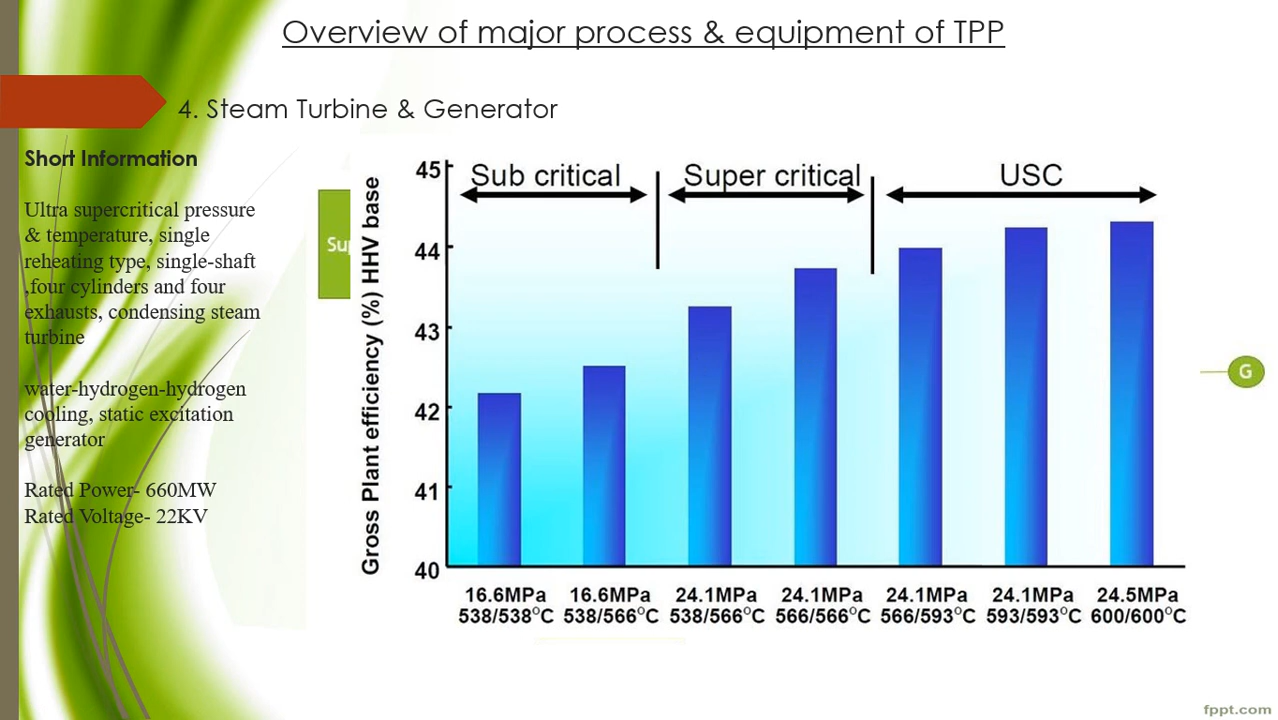 Overview of major process & equipment of TPP
4. Steam Turbine & Generator
Short Information
Ultra supercritical pressure
& temperature, single
reheating type, single-shaft
,four cylinders and four
exhausts, condensing steam
turbine
water-hydrogen-hydrogen
cooling, static excitation
generator
Rated Power- 660MW
Rated Voltage- 22KV
Gross Plant efficiency (%) HHV base
45
44
43
42
41
40
Sub critical
Super critical
USC
16.6MPa 16.6MPa 24.1MPa 24.1MPa 24.1MPa 24.1MPa 24.5MPa
538/538°C 538/566°C 538/566°C 566/566°C 566/593°C 593/593°C 600/600°C
G
fppt.com